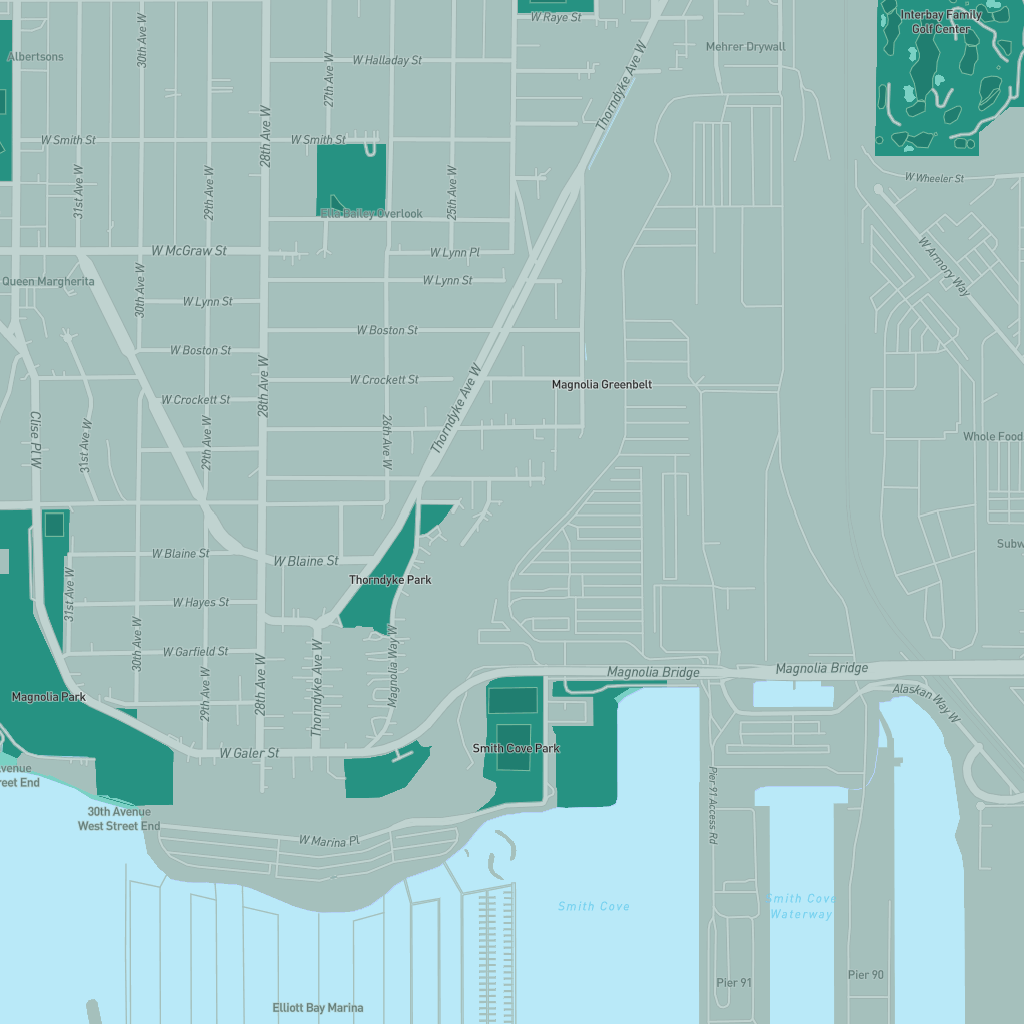 W Raye St
Interbay Family
Golf Center
30th Ave W
Albertsons
W Halladay St
27th Ave W
Thorndyke Ave W
Mehrer Drywall
28th Ave W
W Smith St
W Smith St
31st Ave W
29th Ave W
25th Ave W
W Wheeler St
Ella Bailey Overlook
W McGraw St
W Lynn Pl
W Armory Way
Queen Margherita
30th Ave W
W Lynn St
W Lynn St
W Boston St
W Boston St
W Crockett St
Magnolia Greenbelt
28th Ave W
W Crockett St
Thorndyke Ave W
Clise Pl W
31st Ave W
29th Ave W
26th Ave W
Whole Food
Subw
W Blaine St
W Blaine St
Thorndyke Park
31st Ave W
W Hayes St
30th Ave W
W Garfield St
Magnolia Way W
Thorndyke Ave W
28th Ave W
29th Ave W
Magnolia Bridge
Magnolia Bridge
Magnolia Park
Alaskan Way W
W Galer St
Smith Cove Park
venue
reet End
30th Avenue
West Street End
W Marina Pl
Pier 91 Access Rd
Smith Cove
Smith Cove
Waterway
Pier 91
Pier 90
Elliott Bay Marina